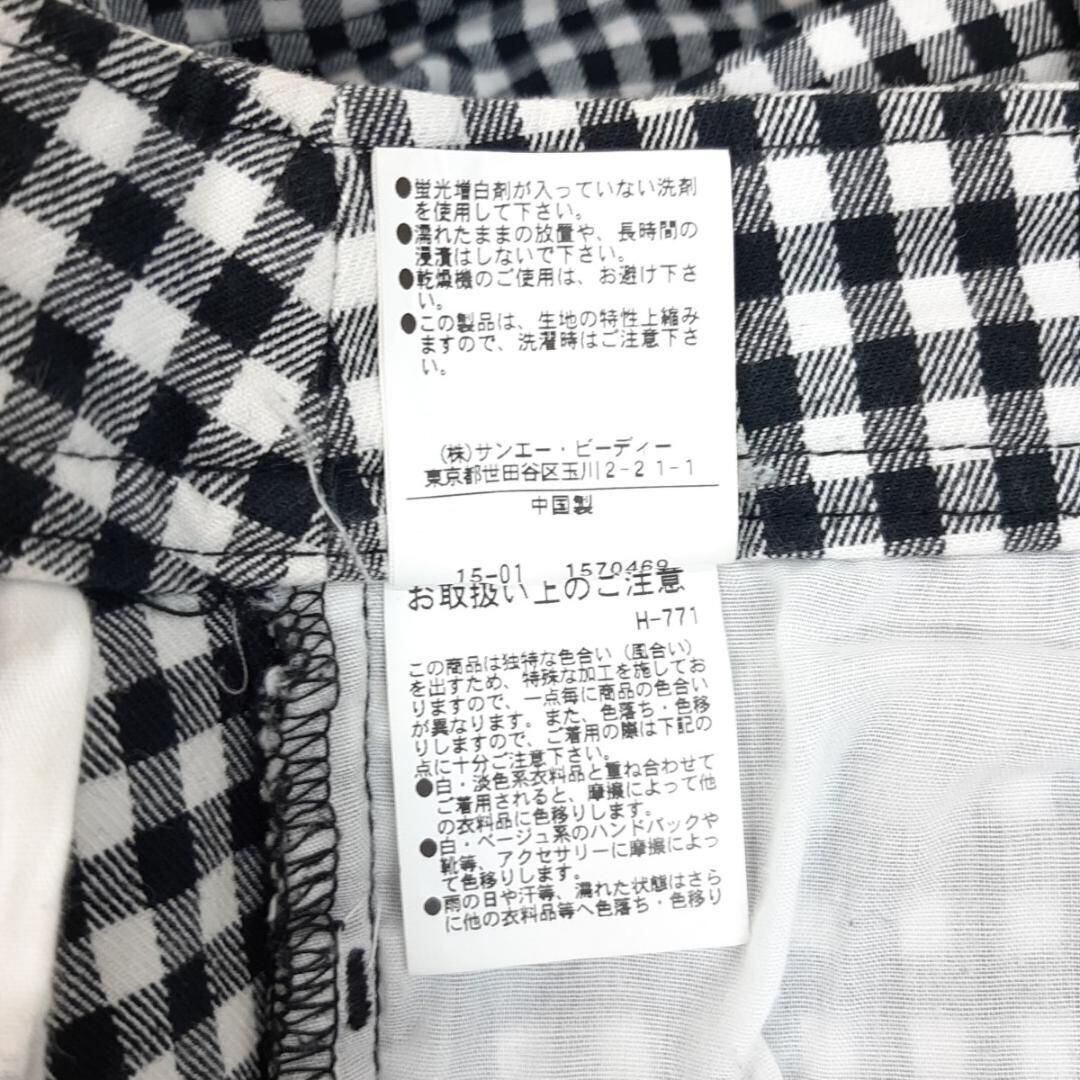 ●蛍光増白剤が入っていない洗剤
を使用して下さい。
●濡れたままの放置や、長時間の
浸漬はしないで下さい。
●乾燥機のご使用は、お避け下さ
い。
●この製品は、生地の特性上縮み
ますので、洗濯時はご注意下さ
い。
(株)サンエー・ビーディー
東京都世田谷区玉川2-21-1
中国製
15-01 1570469
お取扱い上のご注意
H-771
この商品は独特な色合い（風合い）
を出すため、特殊な加工を施してお
りますので、一点毎に商品の色合い
が異なります。また、色落ち・色移
りしますので、ご着用の際は下記の
点に十分ご注意下さい。
●白・淡色系衣料品と重ね合わせて
ご着用されると、摩擦によって他
の衣料品に色移りします。
●白・ベージュ系のハンドバックや
靴等、アクセサリーに摩擦によっ
て色移りします。
●雨の日や汗等、濡れた状態はさら
に他の衣料品等へ色落ち・色移り